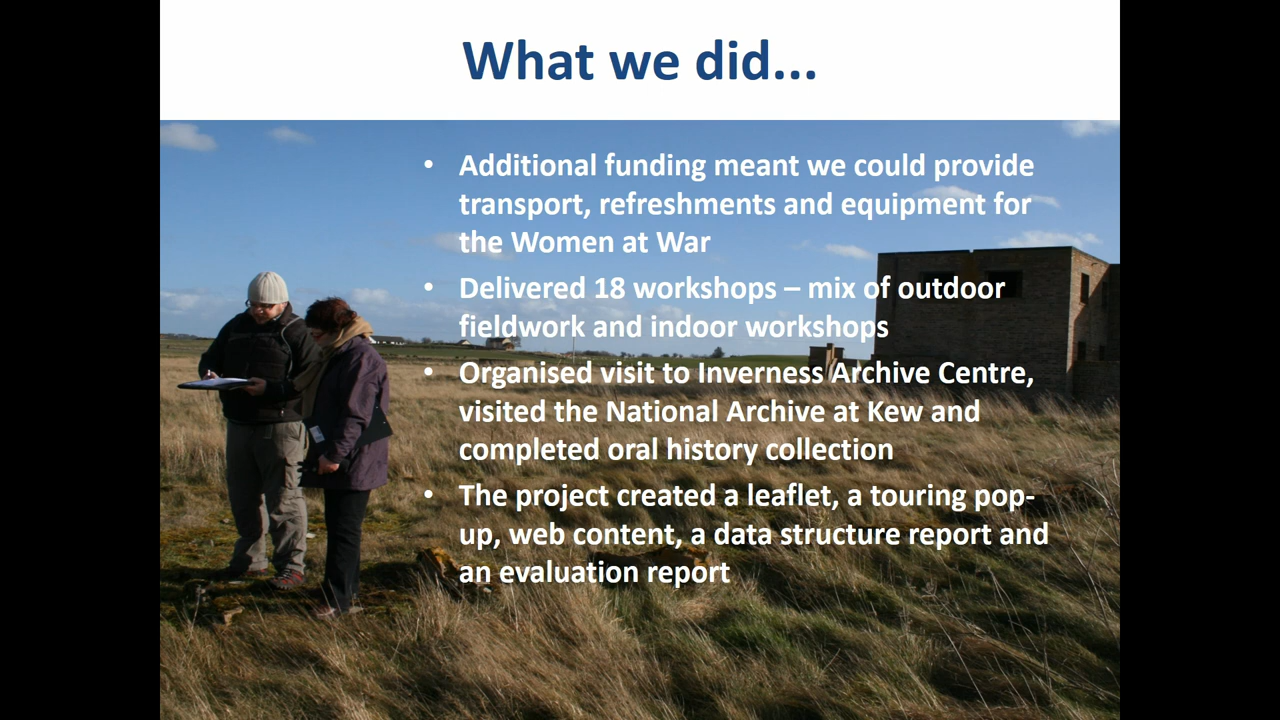 What we did...
• Additional funding meant we could provide
transport, refreshments and equipment for
the Women at War
• Delivered 18 workshops – mix of outdoor
fieldwork and indoor workshops
• Organised visit to Inverness Archive Centre,
visited the National Archive at Kew and
completed oral history collection
• The project created a leaflet, a touring pop-
up, web content, a data structure report and
an evaluation report